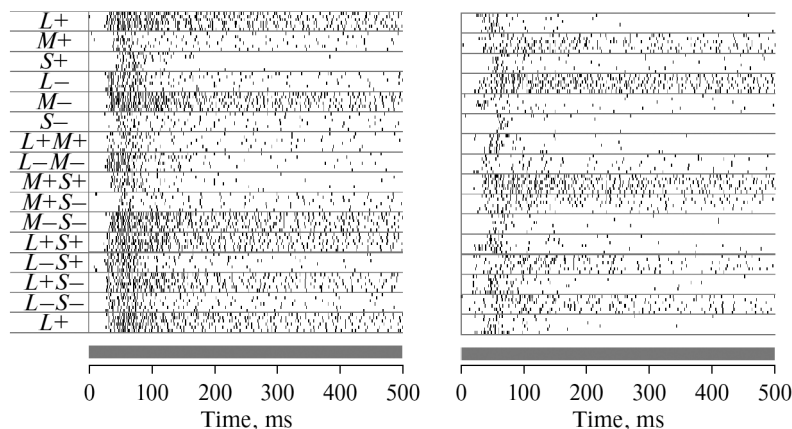 L+
M+
S+
L−
M−
S−
L+M+
L−M−
M+S+
M+S−
M−S−
L+S+
L−S+
L+S−
L−S−
L+
0 100 200 300 400 500
Time, ms
0 100 200 300 400 500
Time, ms